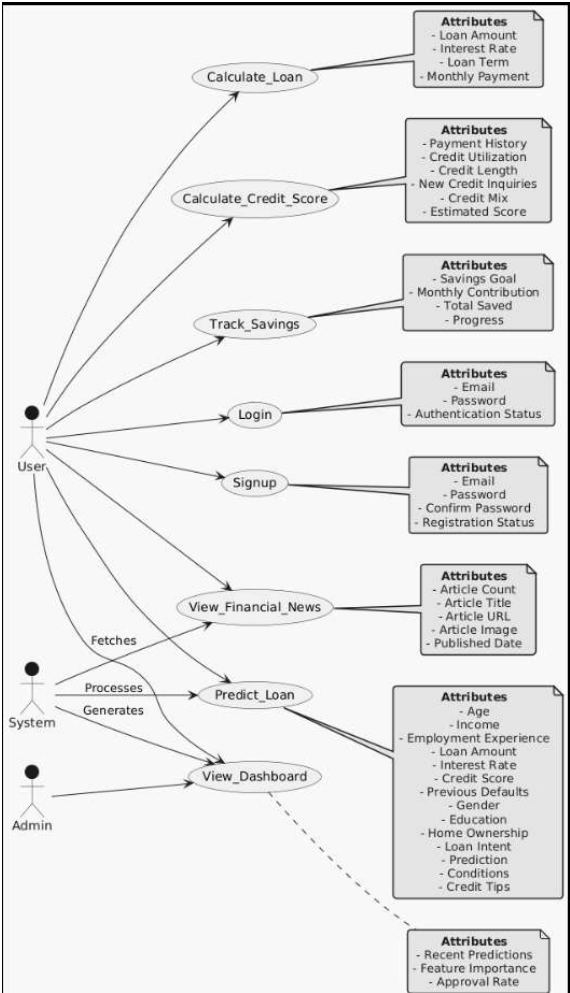 Attributes
- Loan Amount
- Interest Rate
- Loan Term
- Monthly Payment
Calculate_Loan
Attributes
- Payment History
- Credit Utilization
- Credit Length
- New Credit Inquiries
- Credit Mix
- Estimated Score
Calculate_Credit_Score
Attributes
- Savings Goal
- Monthly Contribution
- Total Saved
- Progress
Track_Savings
Attributes
- Email
- Password
- Authentication Status
Login
User
Signup
Attributes
- Email
- Password
- Confirm Password
- Registration Status
View_Financial_News
Attributes
- Article Count
- Article Title
- Article URL
- Article Image
- Published Date
Fetches
System
Processes
Generates
Predict_Loan
Attributes
- Age
- Income
- Employment Experience
- Loan Amount
- Interest Rate
- Credit Score
- Previous Defaults
- Gender
- Education
- Home Ownership
- Loan Intent
- Prediction
- Conditions
- Credit Tips
View_Dashboard
Admin
Attributes
- Recent Predictions
- Feature Importance
- Approval Rate